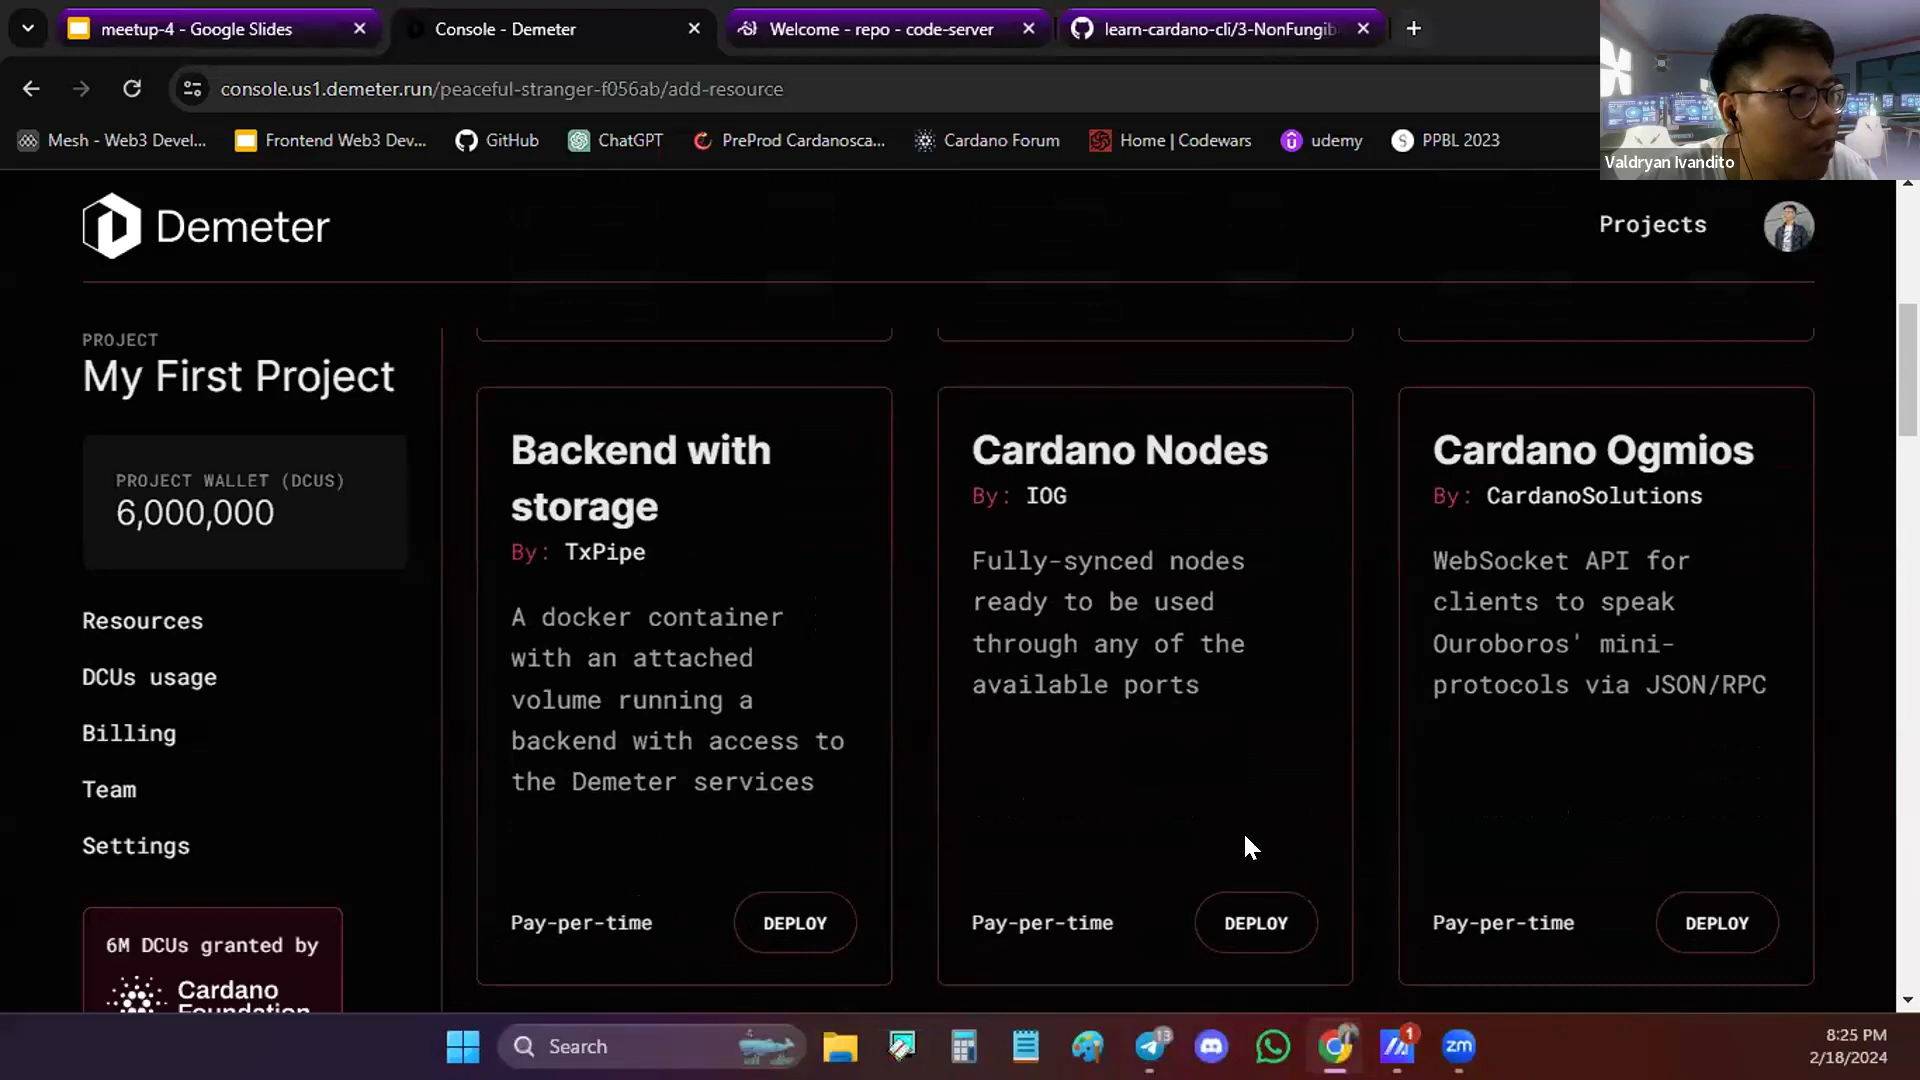 meetup-4 - Google Slides
Console - Demeter
Welcome - repo - code-server
learn-cardano-cli/3-NonFungib
console.us1.demeter.run/peaceful-stranger-f056ab/add-resource
Mesh - Web3 Devel...
Frontend Web3 Dev...
GitHub
ChatGPT
PreProd Cardanosca...
Cardano Forum
Home | Codewars
udemy
PPBL 2023
Valdryan Ivandito
Demeter
Projects
PROJECT
My First Project
PROJECT WALLET (DCUS)
6,000,000
Resources
DCUs usage
Billing
Team
Settings
6M DCUs granted by
Cardano
Foundation
Backend with
storage
By: TxPipe
A docker container
with an attached
volume running a
backend with access to
the Demeter services
Pay-per-time
DEPLOY
Cardano Nodes
By: IOG
Fully-synced nodes
ready to be used
through any of the
available ports
Pay-per-time
DEPLOY
Cardano Ogmios
By: CardanoSolutions
WebSocket API for
clients to speak
Ouroboros' mini-
protocols via JSON/RPC
Pay-per-time
DEPLOY
Search
13
1
zm
8:25 PM
2/18/2024